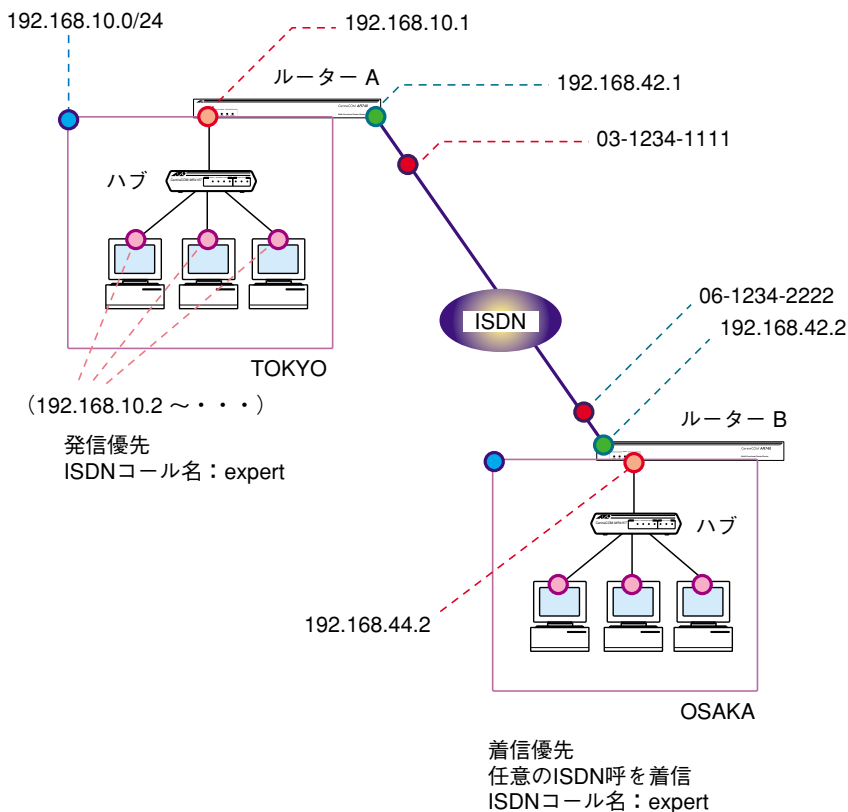 192.168.10.0/24
192.168.10.1
ルーター A
192.168.42.1
03-1234-1111
ハブ
ISDN
06-1234-2222
192.168.42.2
TOKYO
（192.168.10.2 〜・・・）
ルーター B
発信優先
ISDNコール名：expert
ハブ
192.168.44.2
OSAKA
着信優先
任意のISDN呼を着信
ISDNコール名：expert